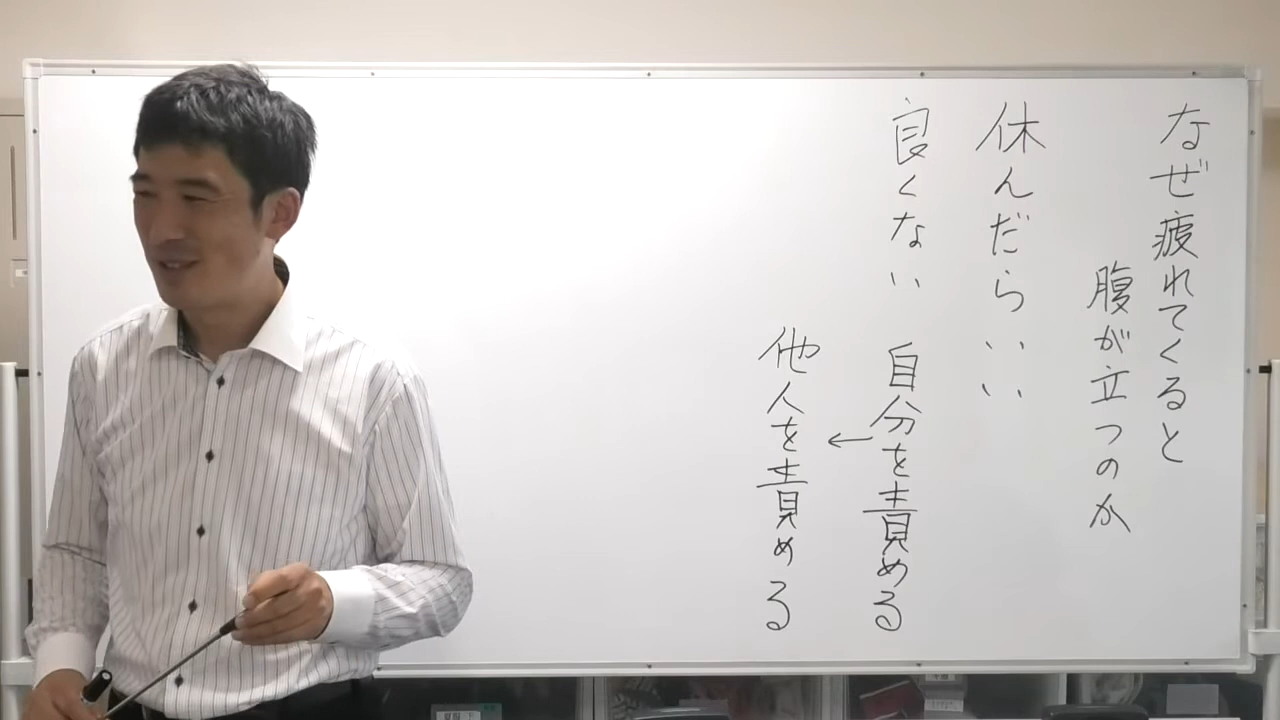 なぜ疲れてくると
腹が立つのか
休んだらいい
良くない 自分を責める
←
他人を責める